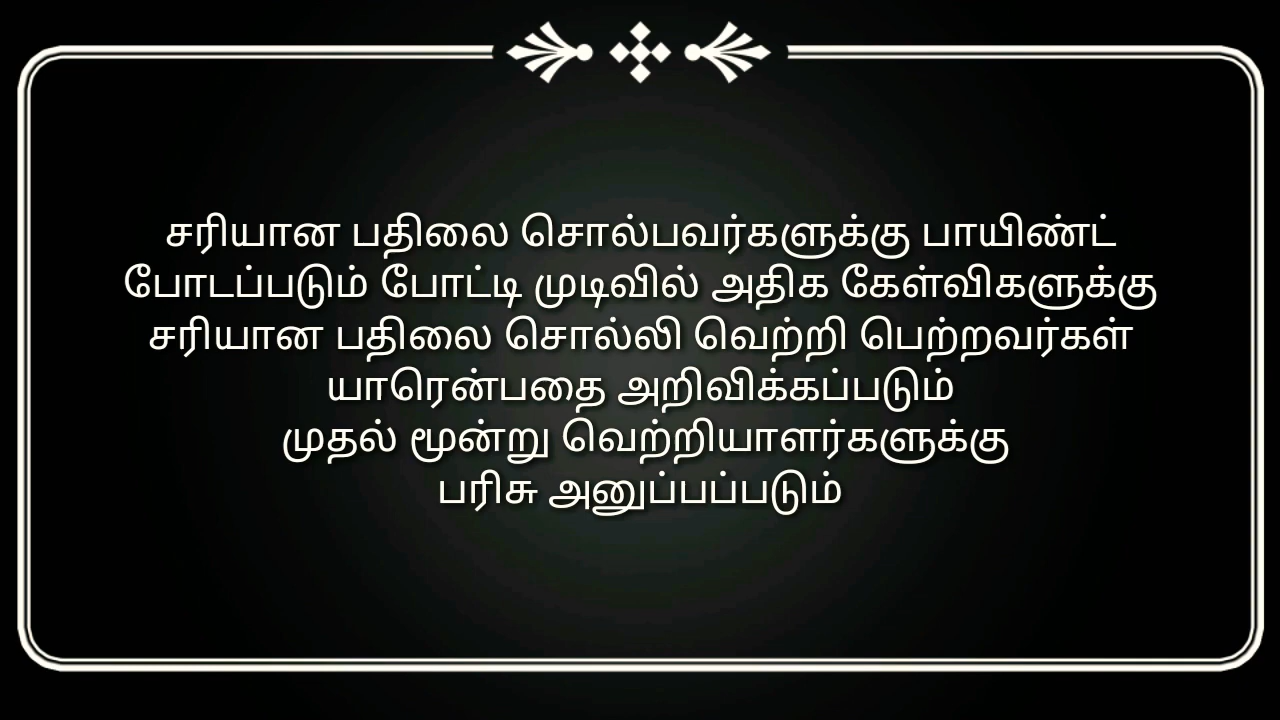 சரியான பதிலை சொல்பவர்களுக்கு பாயிண்ட்
போடப்படும் போட்டி முடிவில் அதிக கேள்விகளுக்கு
சரியான பதிலை சொல்லி வெற்றி பெற்றவர்கள்
யாரென்பதை அறிவிக்கப்படும்
முதல் மூன்று வெற்றியாளர்களுக்கு
பரிசு அனுப்பப்படும்